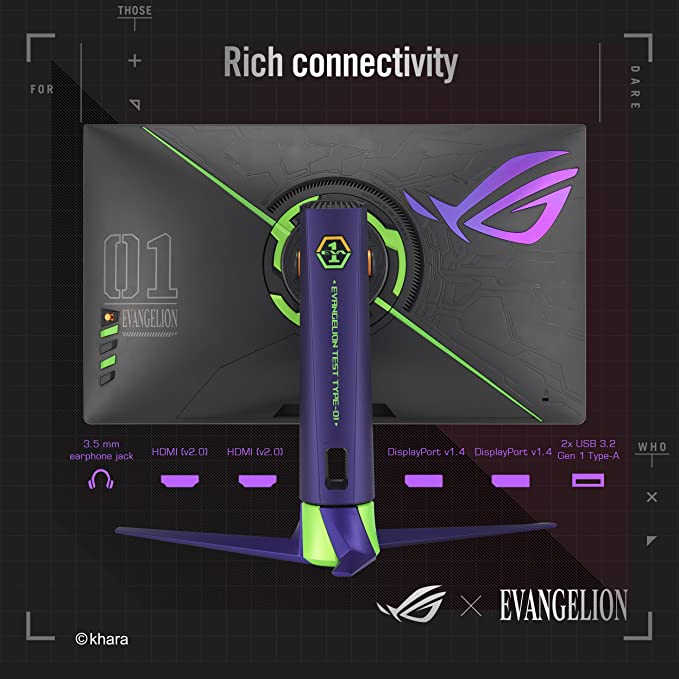 THOSE
Rich connectivity
FOR
DARE
01
EVANGELION
1
EVANGELION TEST TYPE-01
3.5 mm
earphone jack
HDMI (v2.0)
HDMI (v2.0)
DisplayPort v1.4
DisplayPort v1.4
2x USB 3.2
Gen 1 Type-A
WHO
× EVANGELION
©khara